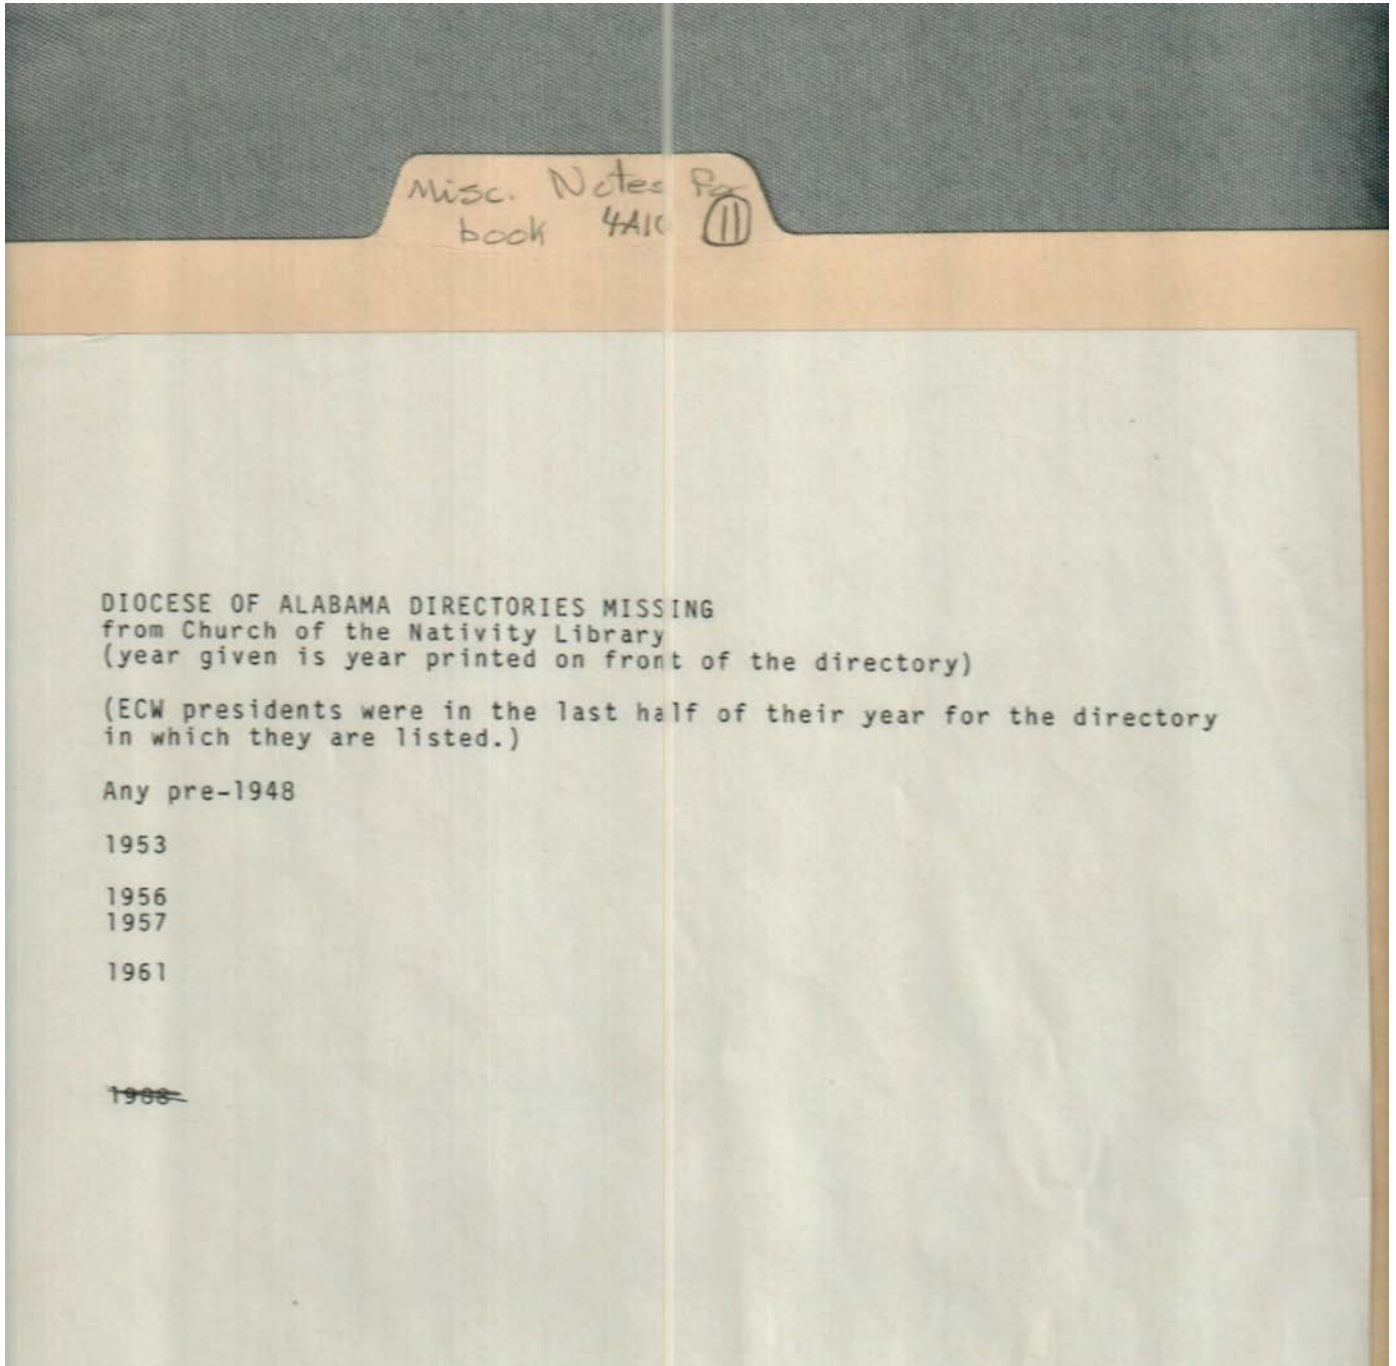 Misc. Notes for
book 4A10 11
DIOCESE OF ALABAMA DIRECTORIES MISSING
from Church of the Nativity Library
(year given is year printed on front of the directory)
(ECW presidents were in the last half of their year for the directory
in which they are listed.)
Any pre-1948
1953
1956
1957
1961
1988